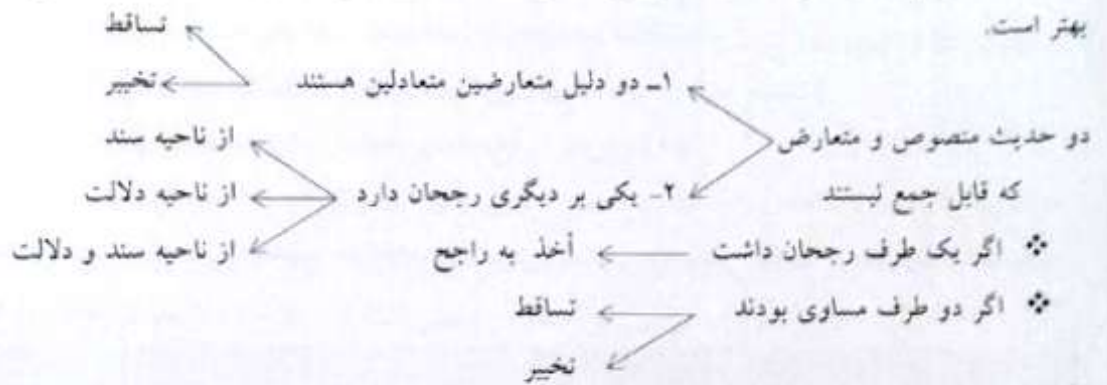 بهتر است.
تساقط
۱ـ دو دلیل متعارضین متعادلین هستند
تخییر
دو حدیث منصوص و متعارض
از ناحیه سند
که قابل جمع نیستند
۲- یکی بر دیگری رجحان دارد
از ناحیه دلالت
از ناحیه سند و دلالت
❖ اگر یک طرف رجحان داشت
أخذ به راجح
❖ اگر دو طرف مساوی بودند
تساقط
تخییر